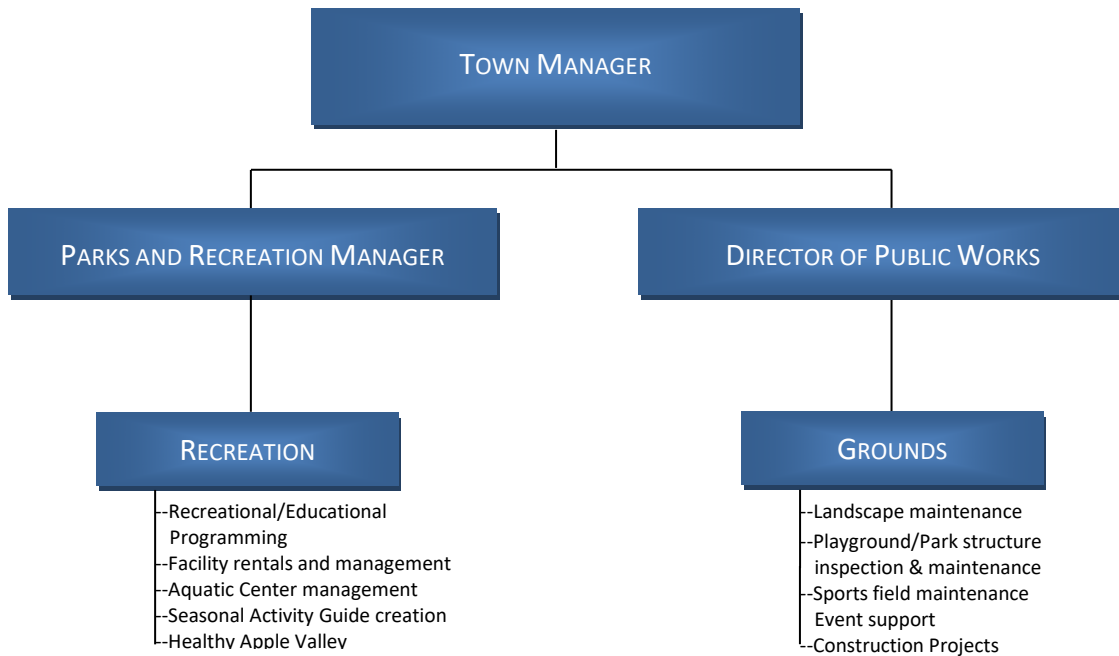 TOWN MANAGER
PARKS AND RECREATION MANAGER
DIRECTOR OF PUBLIC WORKS
RECREATION
--Recreational/Educational
Programming
--Facility rentals and management
--Aquatic Center management
--Seasonal Activity Guide creation
--Healthy Apple Valley
GROUNDS
--Landscape maintenance
--Playground/Park structure
inspection & maintenance
--Sports field maintenance
Event support
--Construction Projects